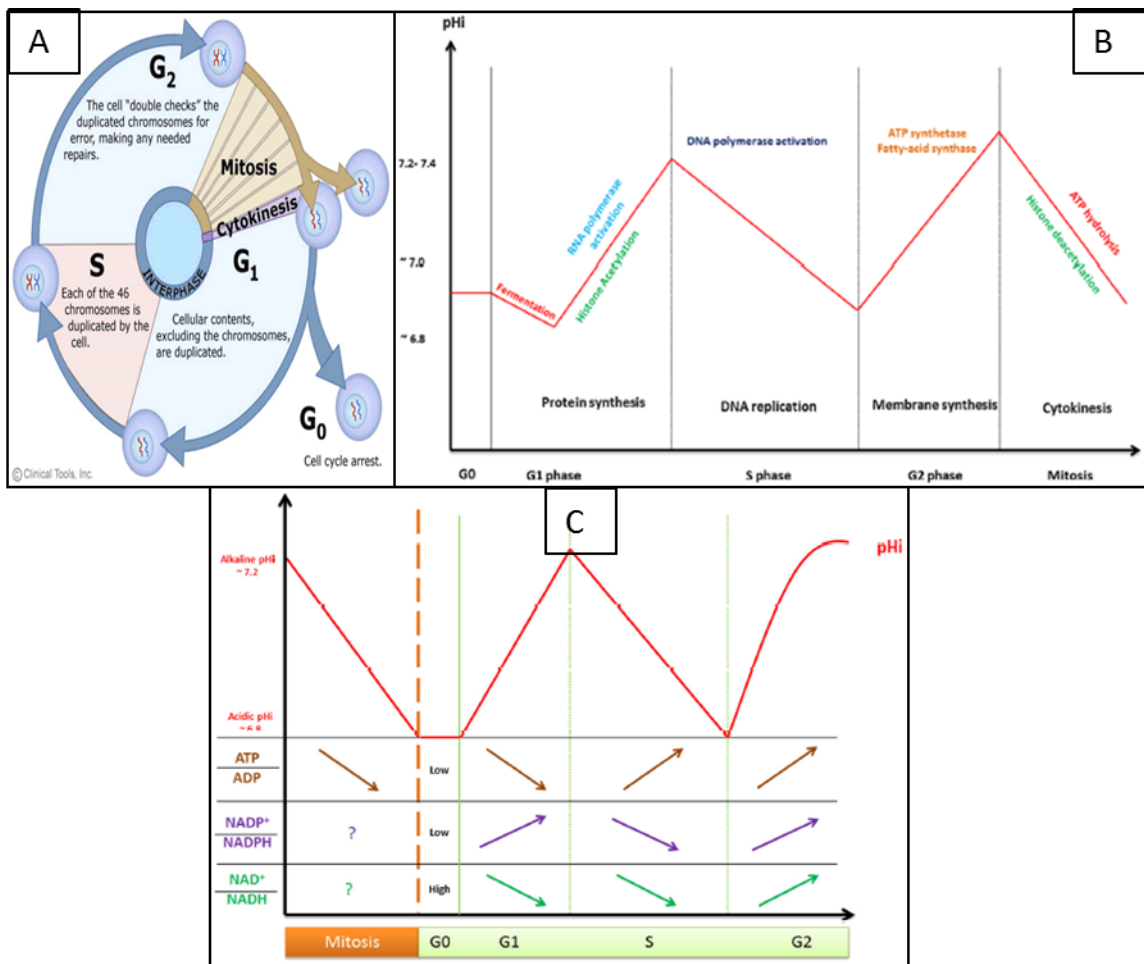 A
G2
The cell "double checks" the
duplicated chromosomes for
error, making any needed
repairs.
Mitosis
Cytokinesis
S
Each of the 46
chromosomes is
duplicated by the
cell.
INTERPHASE
G1
Cellular contents,
excluding the chromosomes,
are duplicated.
G0
Cell cycle arrest.
© Clinical Tools, Inc.
B
pHi
7.2- 7.4
~ 7.0
~ 6.8
Fermentation
RNA polymerase
activation
Histone Acetylation
DNA polymerase activation
ATP synthetase
Fatty-acid synthase
ATP hydrolysis
Histone deacetylation
Protein synthesis
DNA replication
Membrane synthesis
Cytokinesis
G0
G1 phase
S phase
G2 phase
Mitosis
C
pHi
Alkaline pHi
~ 7.2
Acidic pHi
~ 6.8
ATP
ADP
Low
NADP+
NADPH
?
Low
NAD+
NADH
?
High
Mitosis
G0
G1
S
G2